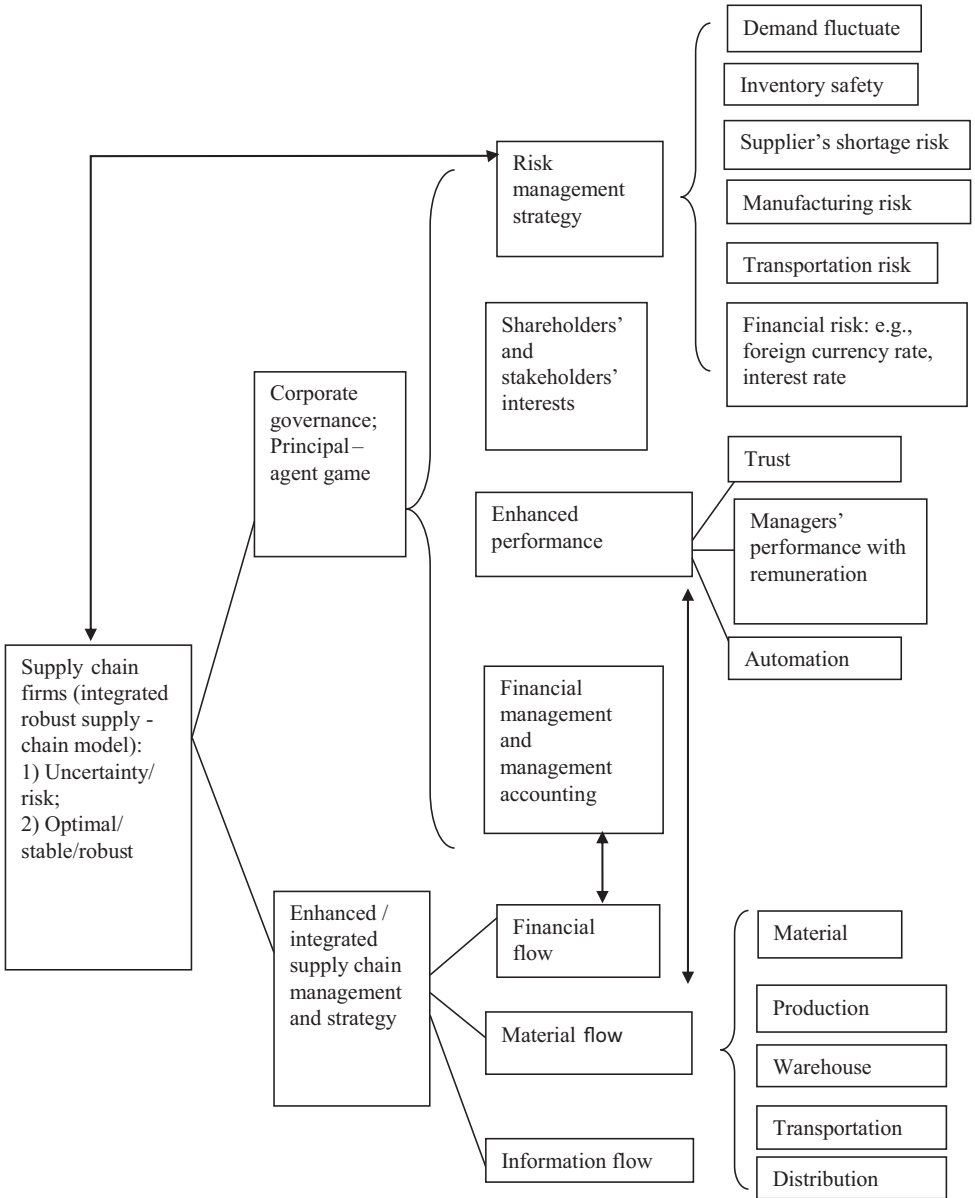 Demand fluctuate
Inventory safety
Supplier's shortage risk
Manufacturing risk
Transportation risk
Financial risk: e.g.,
foreign currency rate,
interest rate
Risk
management
strategy
Shareholders'
and
stakeholders'
interests
Corporate
governance;
Principal–
agent game
Enhanced
performance
Trust
Managers'
performance with
remuneration
Automation
Supply chain
firms (integrated
robust supply -
chain model):
1) Uncertainty/
risk;
2) Optimal/
stable/robust
Financial
management
and
management
accounting
Enhanced /
integrated
supply chain
management
and strategy
Financial
flow
Material flow
Information flow
Material
Production
Warehouse
Transportation
Distribution